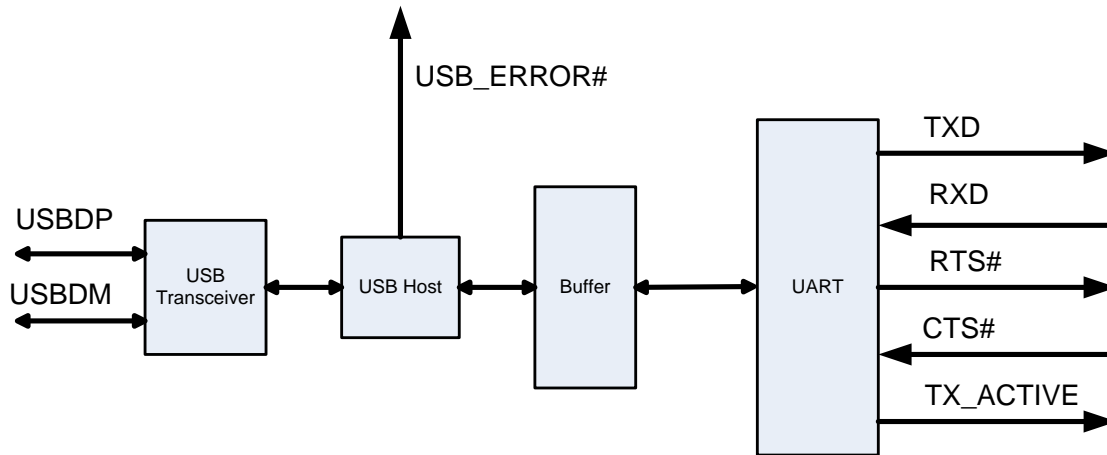 USB_ERROR#
USBDP
USBDM
USB
Transceiver
USB Host
Buffer
UART
TXD
RXD
RTS#
CTS#
TX_ACTIVE